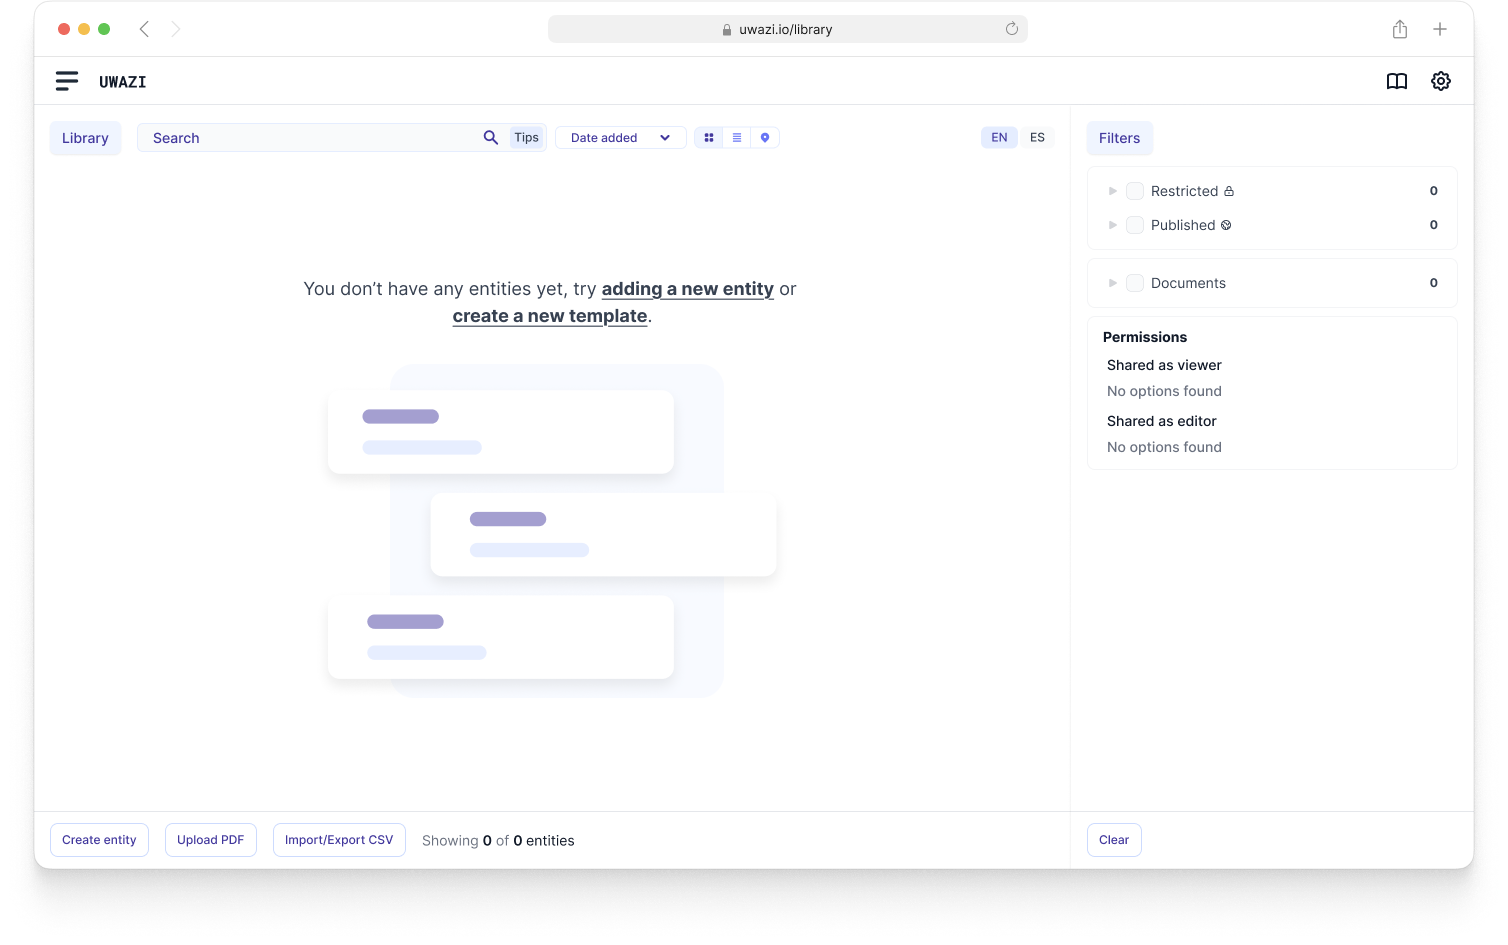 uwazi.io/library
UWAZI
Library
Search
Tips
Date added
EN
ES
Filters
Restricted
0
Published
0
Documents
0
You don’t have any entities yet, try adding a new entity or
create a new template.
Permissions
Shared as viewer
No options found
Shared as editor
No options found
Create entity
Upload PDF
Import/Export CSV
Showing 0 of 0 entities
Clear